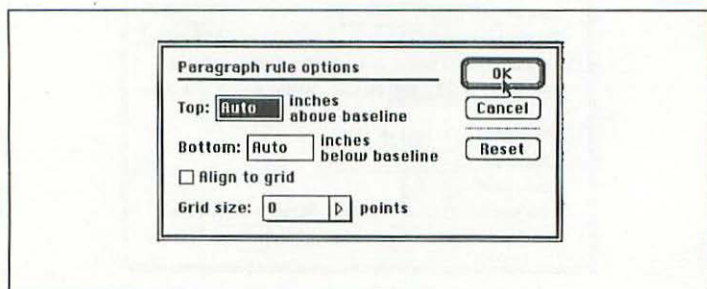 Paragraph rule options
OK
Top: Auto inches
above baseline
Cancel
Bottom: Auto inches
below baseline
Reset
Align to grid
Grid size: 0 points